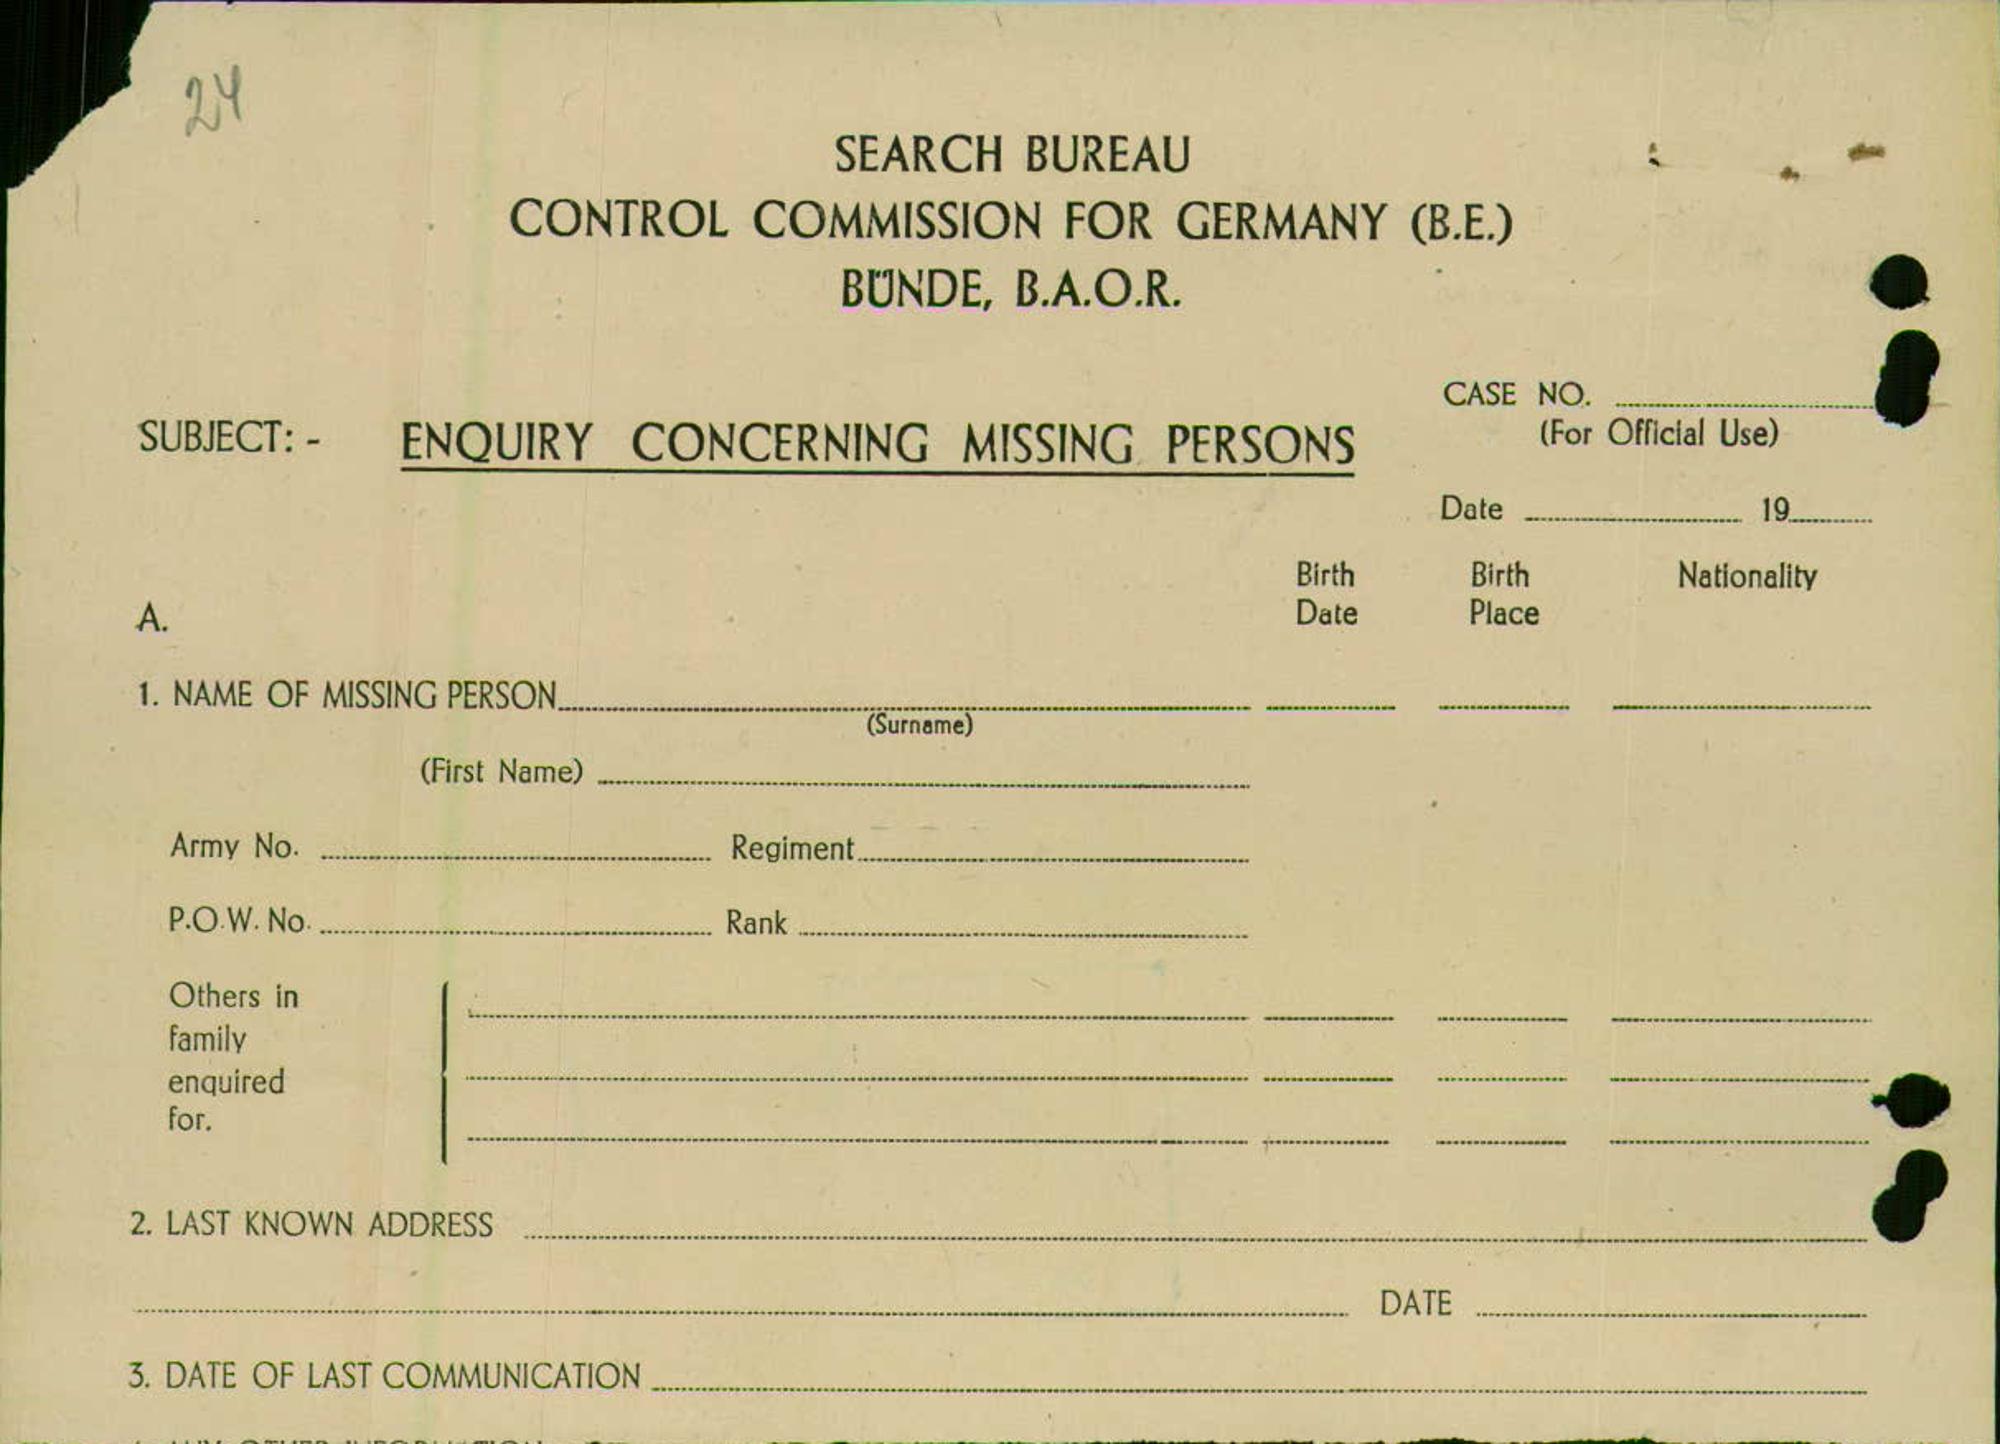 24
SEARCH BUREAU
CONTROL COMMISSION FOR GERMANY (B.E.)
BÜNDE, B.A.O.R.
CASE NO.
(For Official Use)
SUBJECT: - ENQUIRY CONCERNING MISSING PERSONS
Date 19
Birth Birth Nationality
Date Place
A.
1. NAME OF MISSING PERSON
(Surname)
(First Name)
Army No. Regiment
P.O.W. No. Rank
Others in
family
enquired
for.
2. LAST KNOWN ADDRESS
DATE
3. DATE OF LAST COMMUNICATION